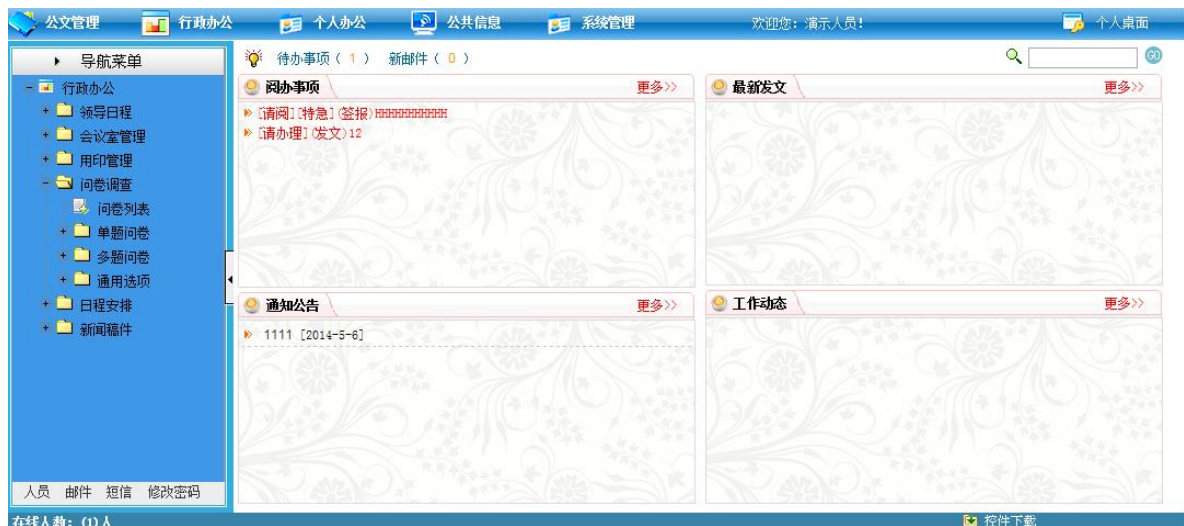 公文管理 行政办公 个人办公 公共信息 系统管理 欢迎您：演示人员! 个人桌面
导航菜单
行政办公
领导日程
会议室管理
用印管理
问卷调查
问卷列表
单题问卷
多题问卷
通用选项
日程安排
新闻稿件
人员 邮件 短信 修改密码
待办事项（ 1 ） 新邮件（ 0 ） GO
阅办事项 更多>>
[请阅][特急](签报)HHHHHHHHHHH
[请办理](发文)12
最新发文 更多>>
通知公告 更多>>
1111 [2014-5-6]
工作动态 更多>>
在线人数：(1)人 控件下载